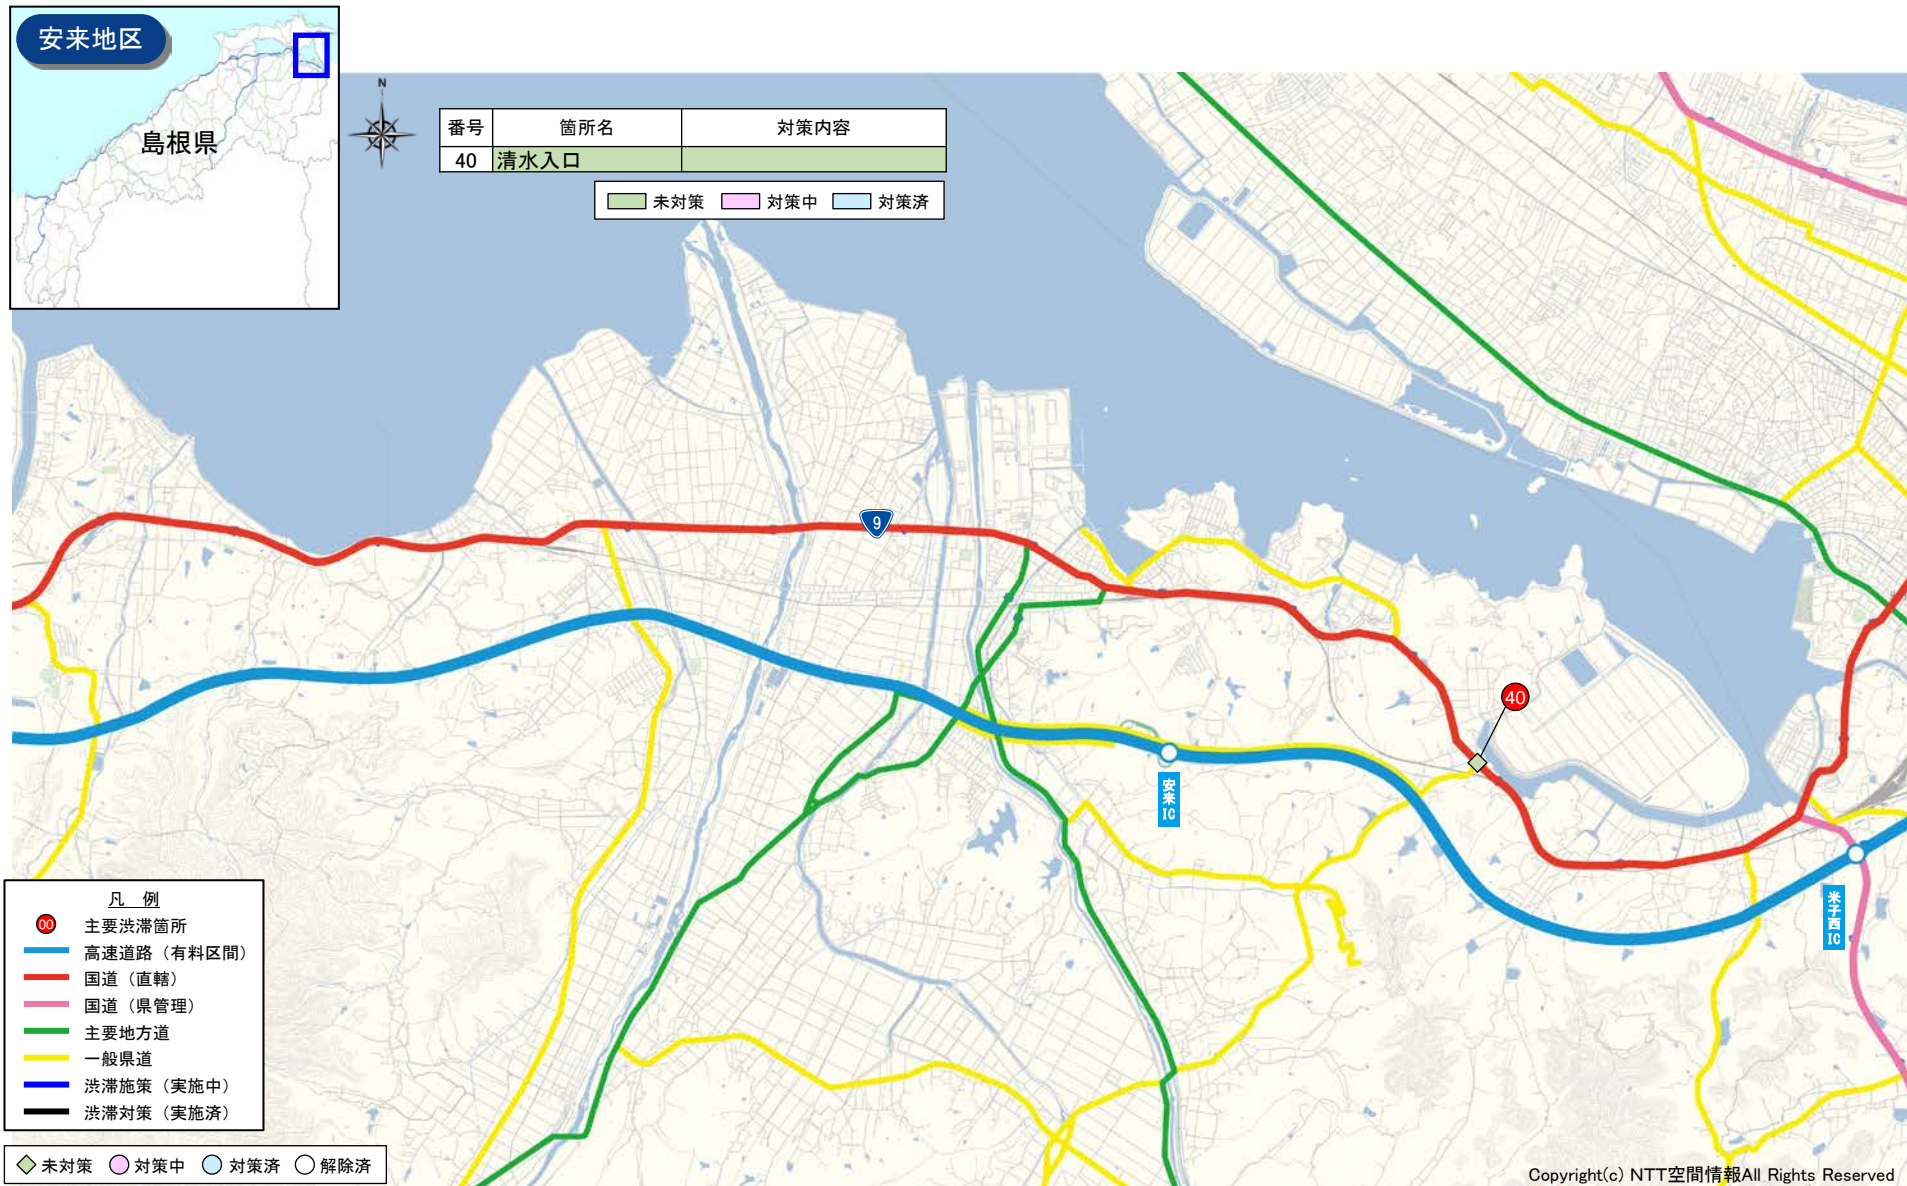 安来地区
島根県
N
番号 箇所名 対策内容
40 清水入口
未対策 対策中 対策済
9
40
安来IC
米子西IC
凡 例
00 主要渋滞箇所
高速道路（有料区間）
国道（直轄）
国道（県管理）
主要地方道
一般県道
渋滞施策（実施中）
渋滞対策（実施済）
未対策 対策中 対策済 解除済
Copyright(c) NTT空間情報All Rights Reserved